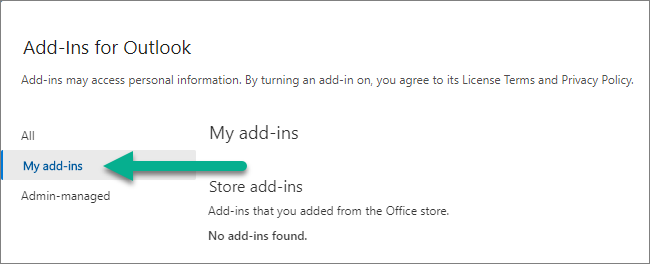 Add-Ins for Outlook
Add-ins may access personal information. By turning an add-in on, you agree to its License Terms and Privacy Policy.
All
My add-ins
Admin-managed
My add-ins
Store add-ins
Add-ins that you added from the Office store.
No add-ins found.